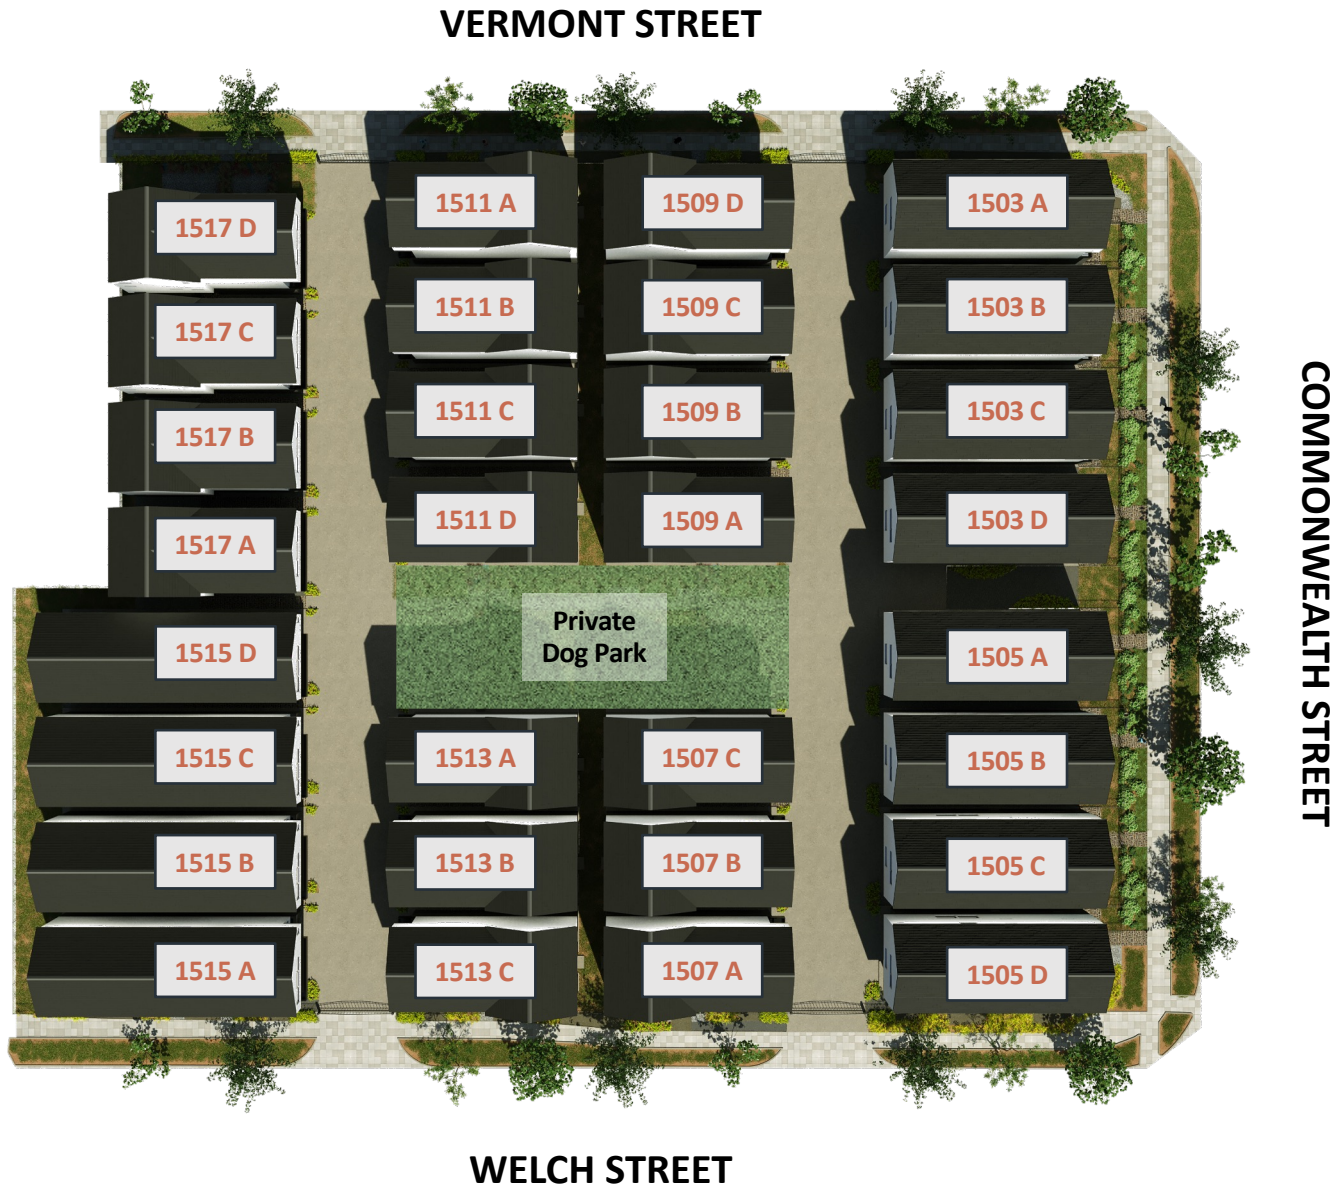 VERMONT STREET
1517 D
1511 A
1509 D
1503 A
1517 C
1511 B
1509 C
1503 B
1517 B
1511 C
1509 B
1503 C
1517 A
1511 D
1509 A
1503 D
Private
Dog Park
1515 D
1505 A
1515 C
1513 A
1507 C
1505 B
1515 B
1513 B
1507 B
1505 C
1515 A
1513 C
1507 A
1505 D
COMMONWEALTH STREET
WELCH STREET